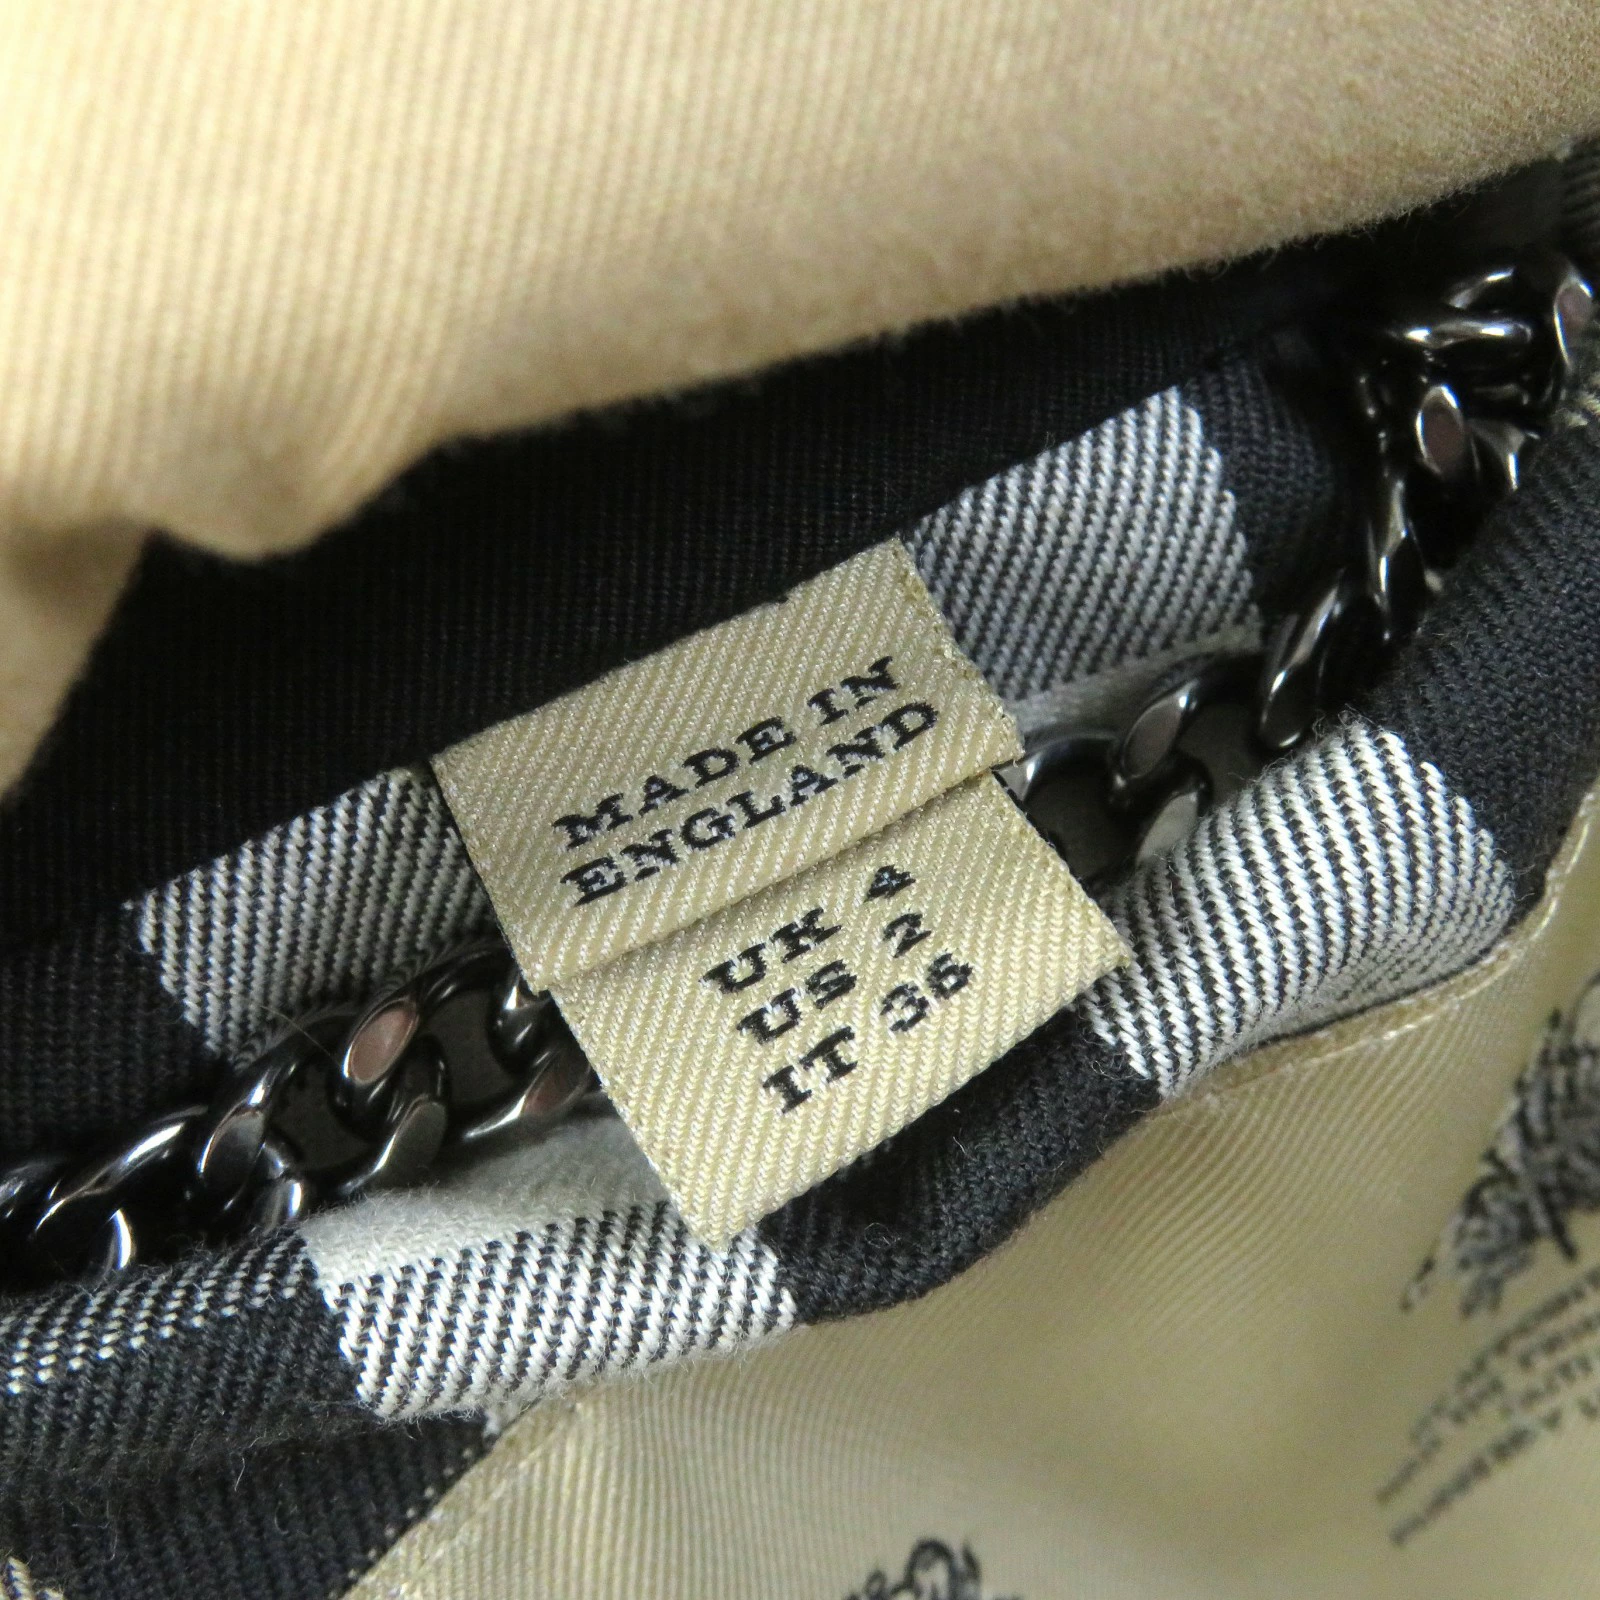 MADE IN
ENGLAND
UK 4
US 2
IT 36